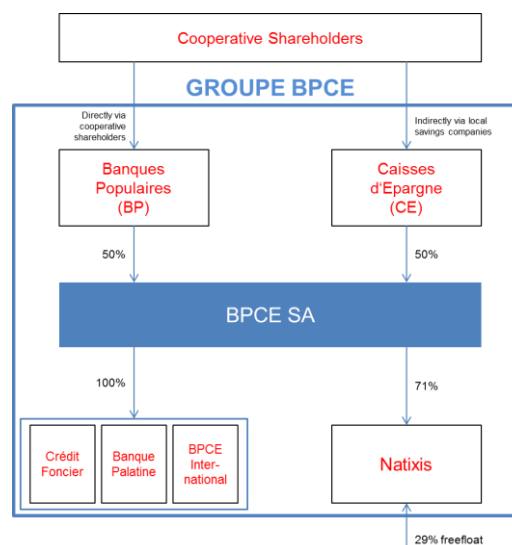 Cooperative Shareholders
GROUPE BPCE
Directly via
cooperative
shareholders
Indirectly via local
savings companies
Banques
Populaires
(BP)
Caisses
d'Epargne
(CE)
50%
50%
BPCE SA
100%
71%
Crédit
Foncier
Banque
Palatine
BPCE
Inter-
national
Natixis
29% freefloat